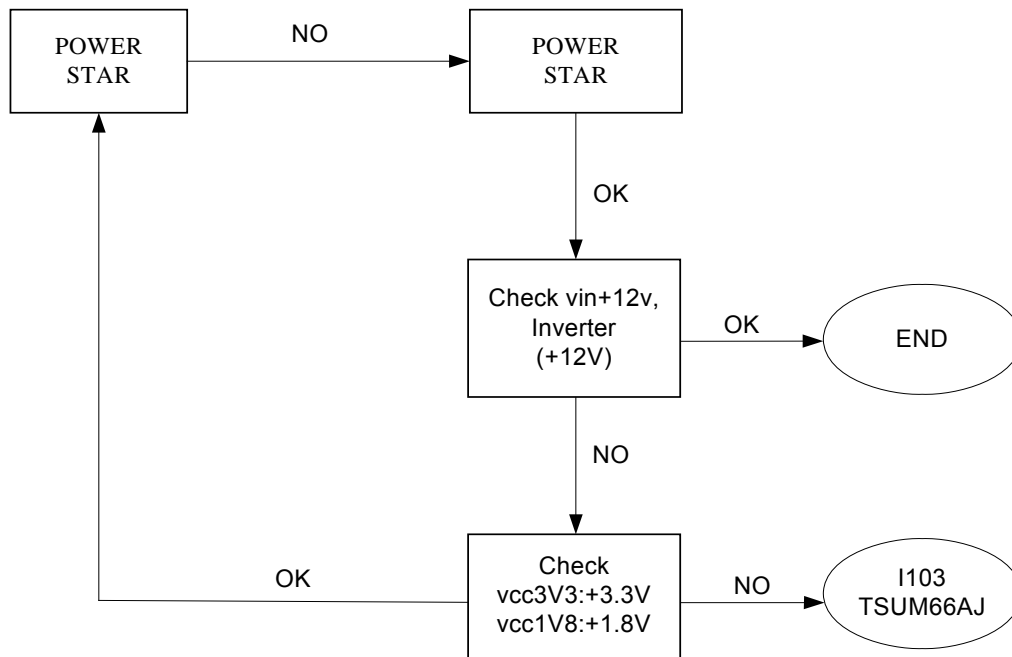 POWER
STAR
NO
POWER
STAR
OK
Check vin+12v,
Inverter
(+12V)
OK
END
NO
Check
vcc3V3:+3.3V
vcc1V8:+1.8V
OK
NO
I103
TSUM66AJ